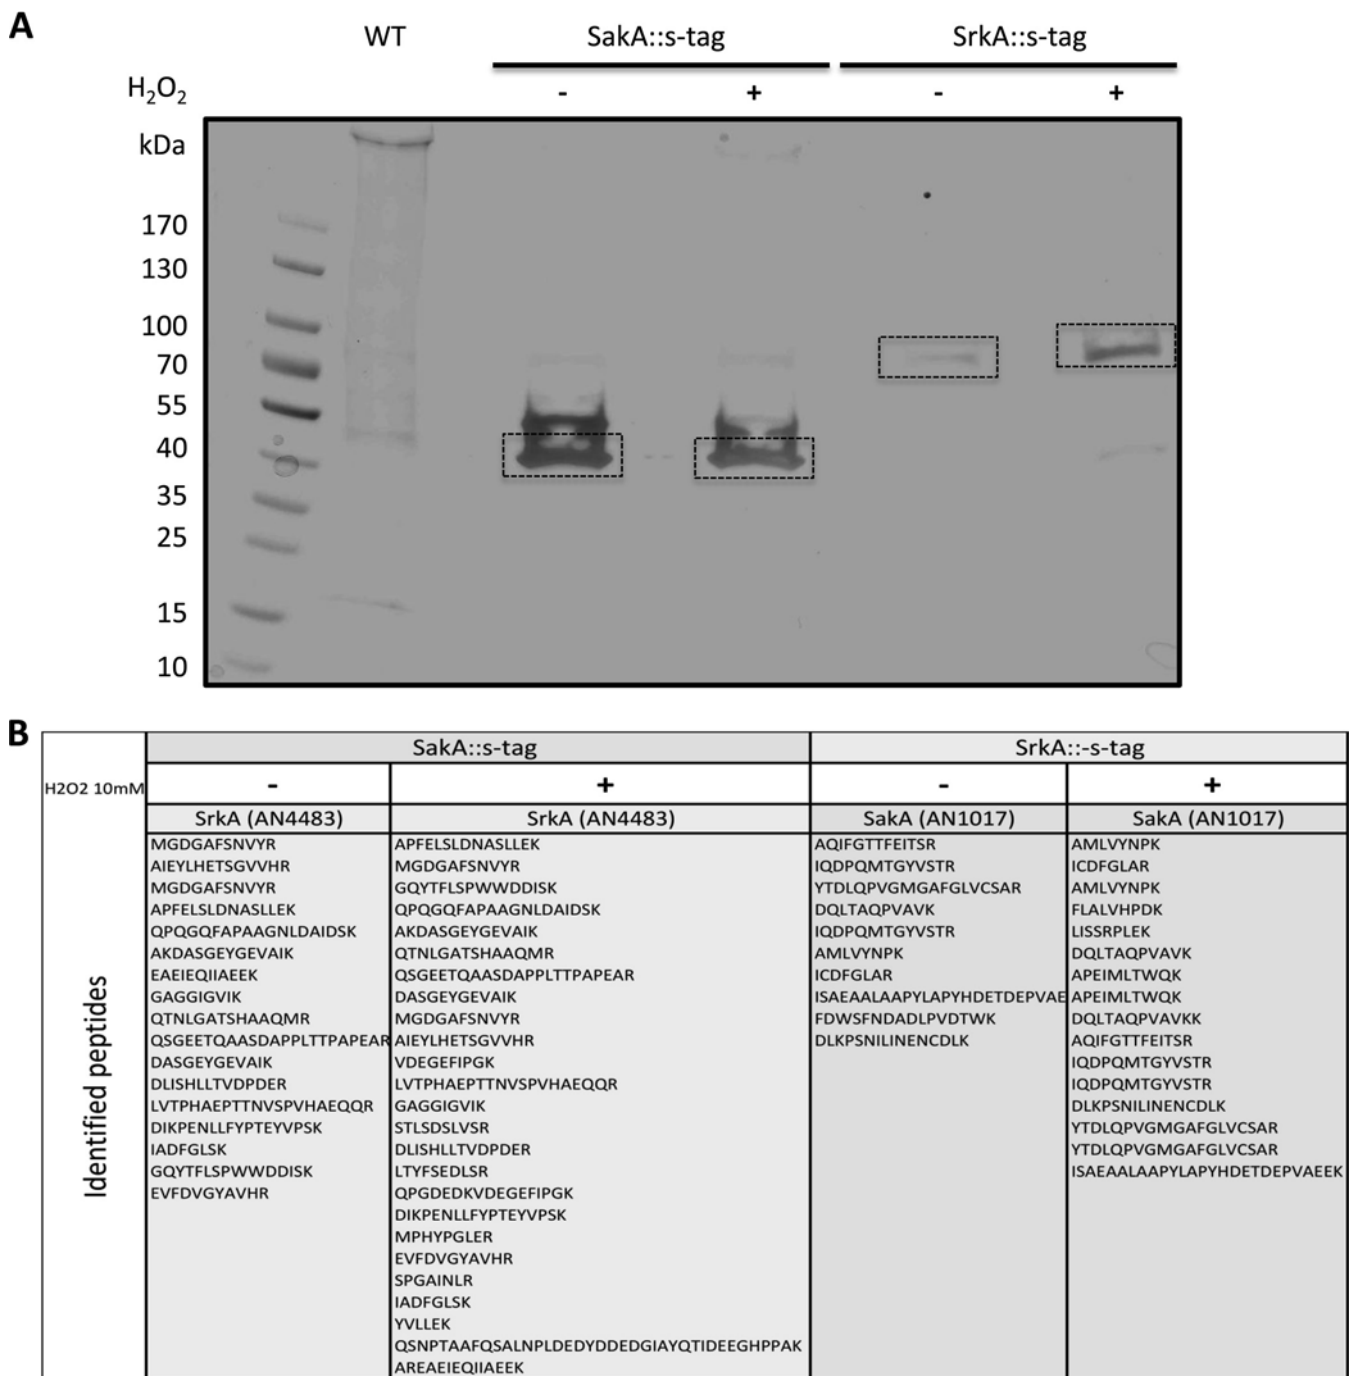 A
WT SakA::s-tag SrkA::s-tag
H₂O₂ - + - +
kDa
170
130
100
70
55
40
35
25
15
10
B
SakA::s-tag SrkA::-s-tag
H2O2 10mM - + - +
SrkA (AN4483) SrkA (AN4483) SakA (AN1017) SakA (AN1017)
Identified peptides
MGDGAFSNVYR APFELSLDNASLLEK AQIFGTTFEITSR AMLVYNPK
AIEYLHETSGVVHR MGDGAFSNVYR IQDPQMTGYVSTR ICDFGLAR
MGDGAFSNVYR GQYTFLSPWWDDISK YTDLQPVGMGAFGLVCSAR AMLVYNPK
APFELSLDNASLLEK QPQGQFAPAAGNLDAIDSK DQLTAQPVAVK FLALVHPDK
QPQGQFAPAAGNLDAIDSK AKDASGEYGEVAIK IQDPQMTGYVSTR LISSRPLEK
AKDASGEYGEVAIK QTNLGATSHAAQMR AMLVYNPK DQLTAQPVAVK
EAEIEQIIAEEK QSGEETQAASDAPPLTTPAPEAR ICDFGLAR APEIMLTWQK
GAGGIGVIK DASGEYGEVAIK ISAEAALAAPYLAPYHDETDEPVAE APEIMLTWQK
QTNLGATSHAAQMR MGDGAFSNVYR FDWSFNDADLPVDTWK DQLTAQPVAVKK
QSGEETQAASDAPPLTTPAPEAR AIEYLHETSGVVHR DLKPSNILINENCDLK AQIFGTTFEITSR
DASGEYGEVAIK VDEGEFIPGK IQDPQMTGYVSTR
DLISHLLTVDPDER LVTPHAEPTTNVSPVHAEQQR IQDPQMTGYVSTR
LVTPHAEPTTNVSPVHAEQQR GAGGIGVIK DLKPSNILINENCDLK
DIKPENLLFYPTEYVPSK STLSDSLVSR YTDLQPVGMGAFGLVCSAR
IADFGLSK DLISHLLTVDPDER YTDLQPVGMGAFGLVCSAR
GQYTFLSPWWDDISK LTYFSEDLSR ISAEAALAAPYLAPYHDETDEPVAEEK
EVFDVGYAVHR QPGDEDKVDEGEFIPGK
DIKPENLLFYPTEYVPSK
MPHYPGLER
EVFDVGYAVHR
SPGAINLR
IADFGLSK
YVLLEK
QSNPTAAFQSALNPLDEDYDDEDGIAYQTIDEEGHPPAK
AREAEIEQIIAEEK